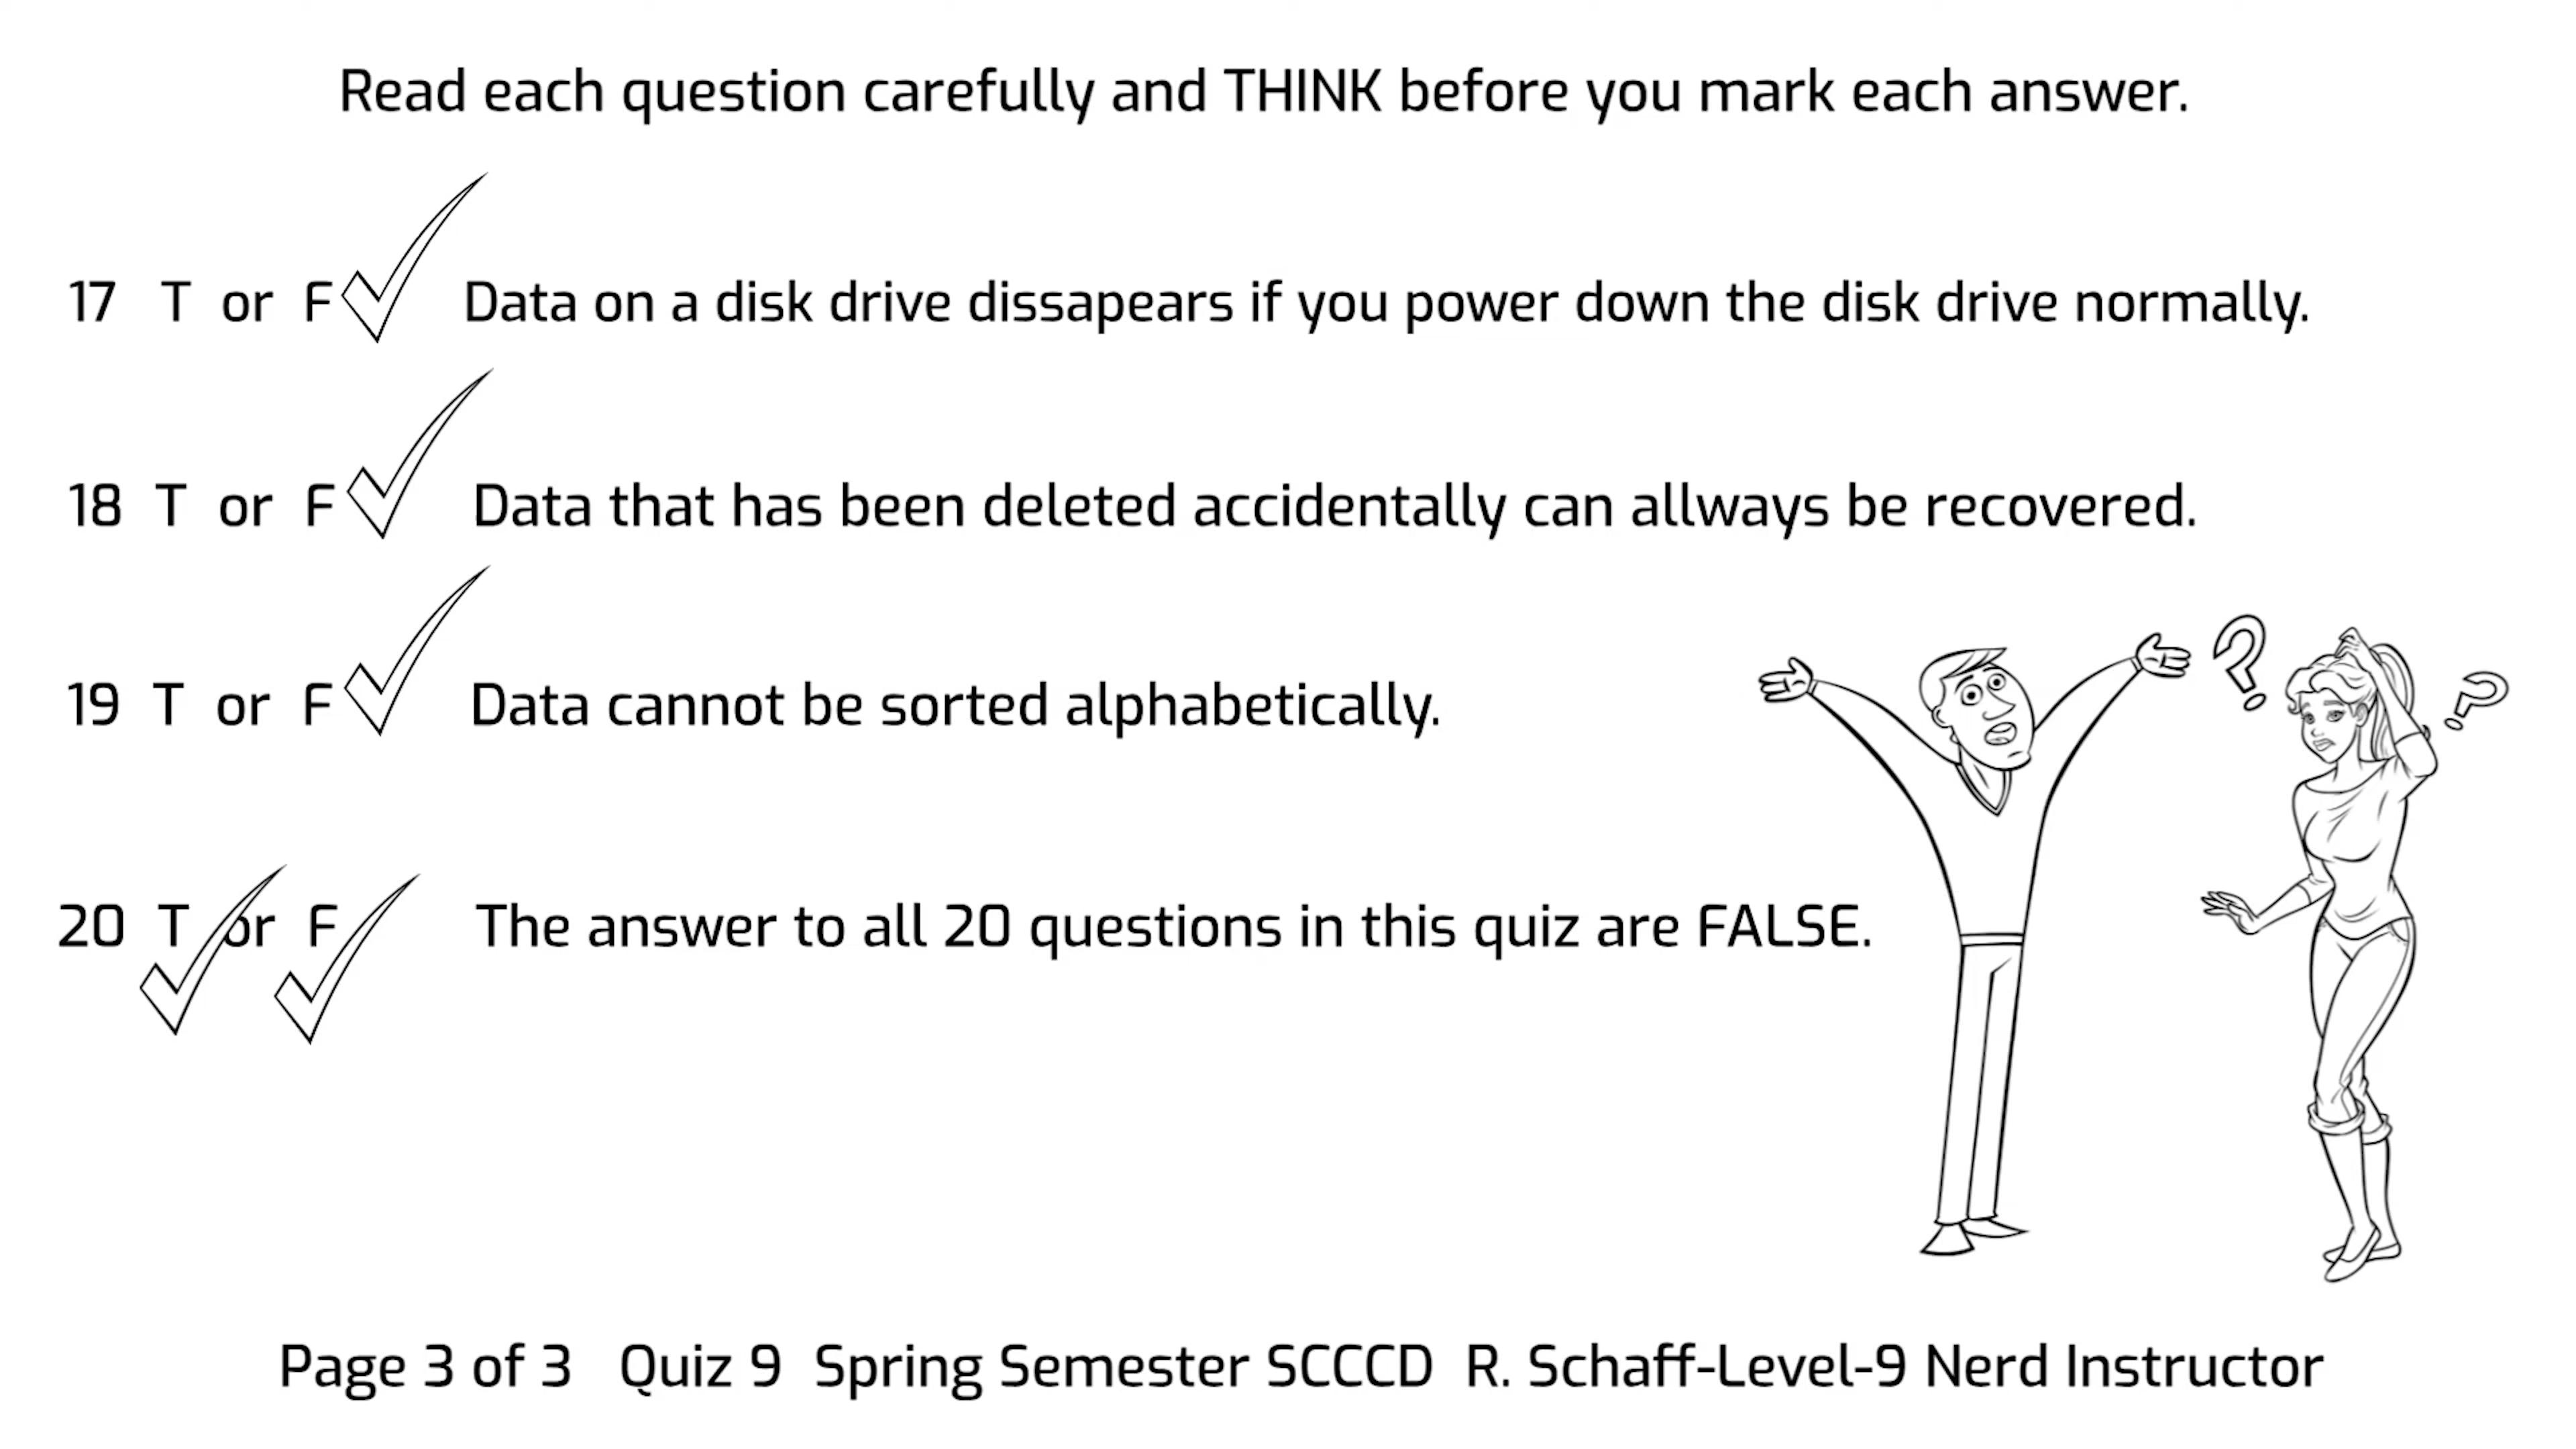 Read each question carefully and THINK before you mark each answer.
17 T or F Data on a disk drive dissapears if you power down the disk drive normally.
18 T or F Data that has been deleted accidentally can allways be recovered.
19 T or F Data cannot be sorted alphabetically.
20 T or F The answer to all 20 questions in this quiz are FALSE.
? ?
Page 3 of 3 Quiz 9 Spring Semester SCCCD R. Schaff-Level-9 Nerd Instructor